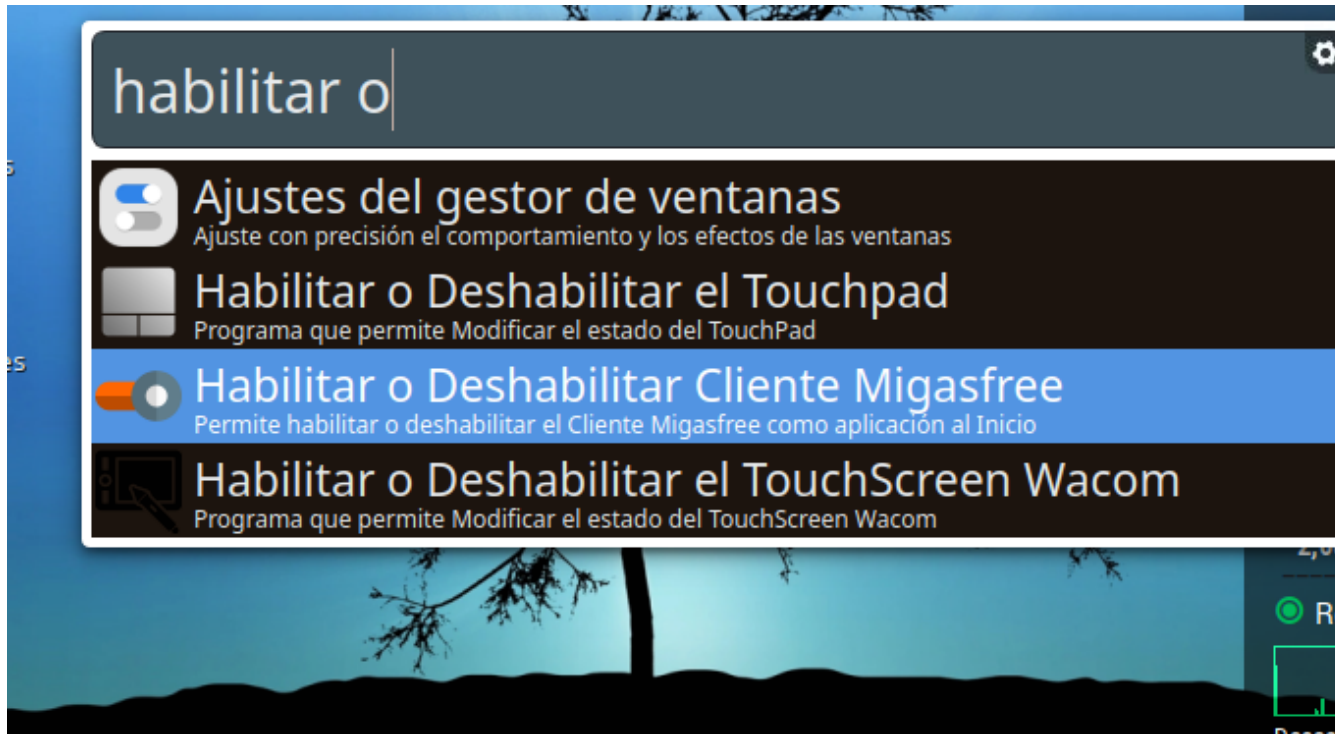 habilitar o
Ajustes del gestor de ventanas
Ajuste con precisión el comportamiento y los efectos de las ventanas
Habilitar o Deshabilitar el Touchpad
Programa que permite Modificar el estado del TouchPad
Habilitar o Deshabilitar Cliente Migasfree
Permite habilitar o deshabilitar el Cliente Migasfree como aplicación al Inicio
Habilitar o Deshabilitar el TouchScreen Wacom
Programa que permite Modificar el estado del TouchScreen Wacom
s
es
R